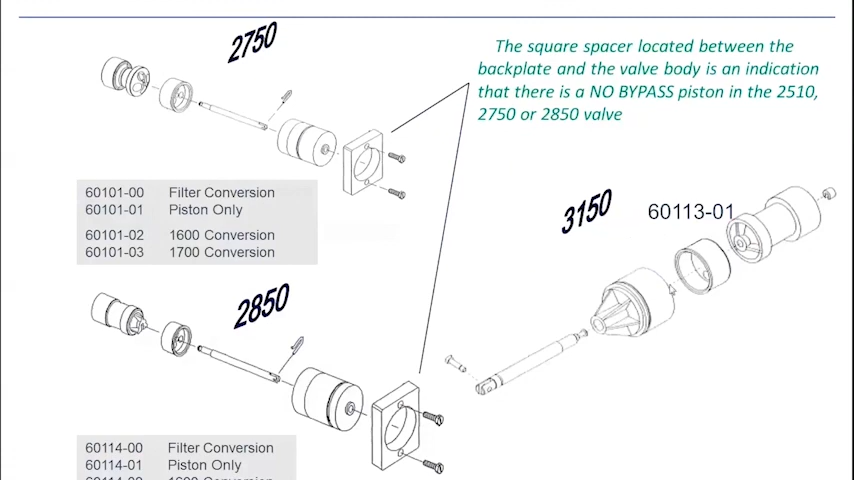 2750
The square spacer located between the
backplate and the valve body is an indication
that there is a NO BYPASS piston in the 2510,
2750 or 2850 valve
60101-00 Filter Conversion
60101-01 Piston Only
60101-02 1600 Conversion
60101-03 1700 Conversion
3150
60113-01
2850
60114-00 Filter Conversion
60114-01 Piston Only